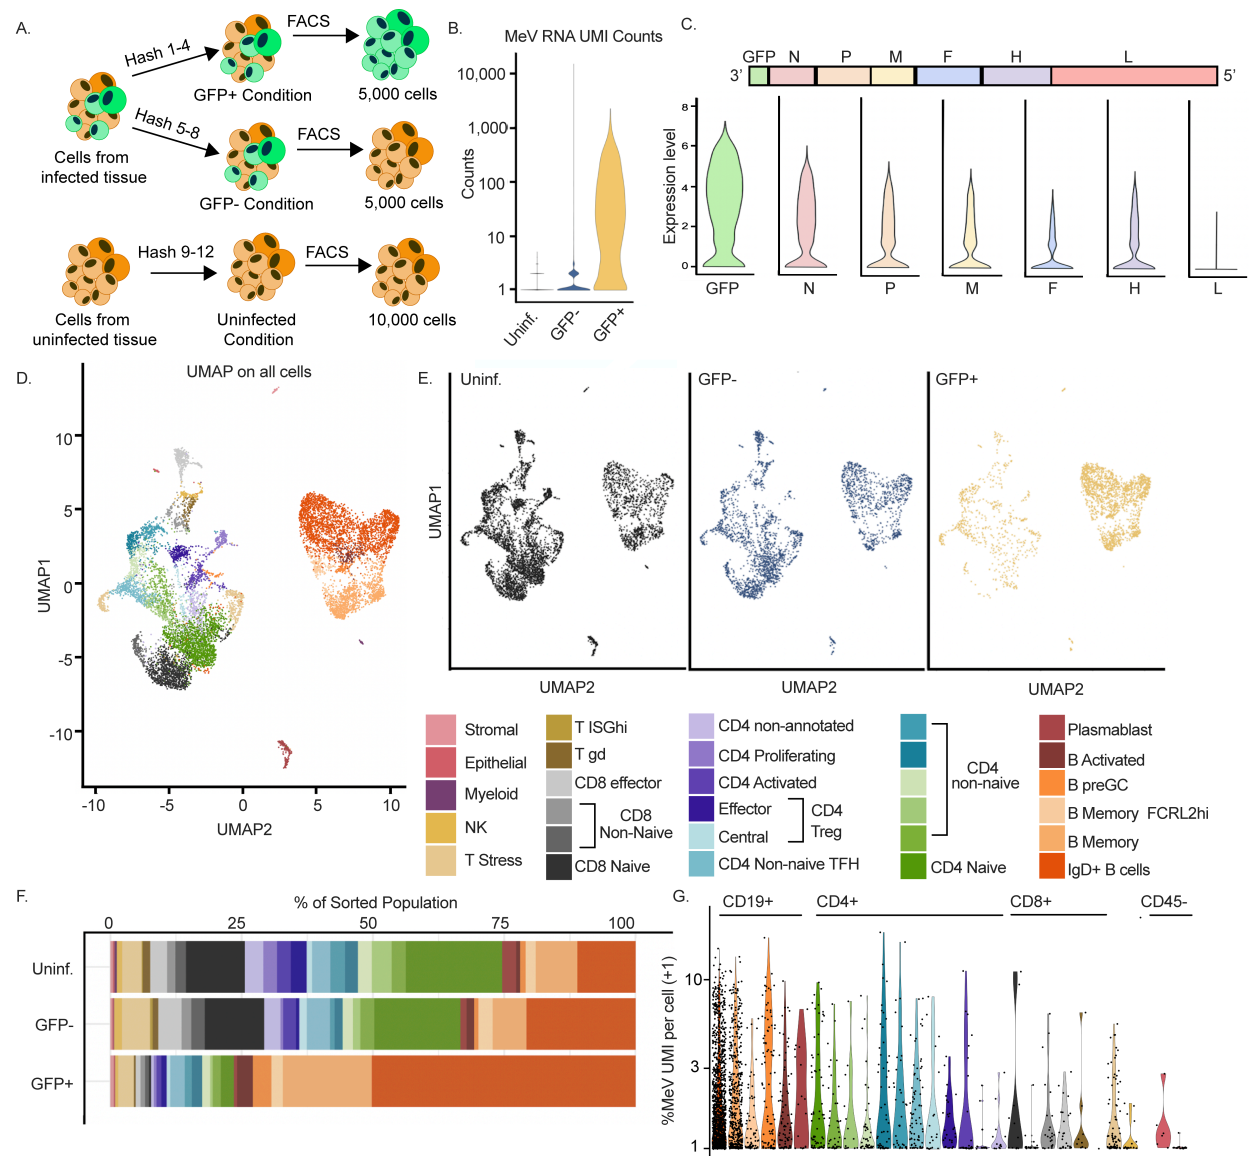 A.
Hash 1-4
FACS
GFP+ Condition
5,000 cells
Hash 5-8
FACS
Cells from
infected tissue
GFP- Condition
5,000 cells
Hash 9-12
FACS
Cells from
uninfected tissue
Uninfected
Condition
10,000 cells
B.
MeV RNA UMI Counts
Counts
10,000
1,000
100
10
1
Uninf.
GFP-
GFP+
C.
GFP N P M F H L
3’ 5’
Expression level
8
6
4
2
0
GFP N P M F H L
D.
UMAP on all cells
UMAP1
10
5
0
-5
-10
-10 -5 0 5 10
UMAP2
E.
Uninf. GFP- GFP+
UMAP1
UMAP2 UMAP2 UMAP2
Stromal
Epithelial
Myeloid
NK
T Stress
T ISGhi
T gd
CD8 effector
CD8
Non-Naive
CD8 Naive
CD4 non-annotated
CD4 Proliferating
CD4 Activated
Effector
Central
CD4
Treg
CD4 Non-naive TFH
CD4
non-naive
CD4 Naive
Plasmablast
B Activated
B preGC
B Memory FCRL2hi
B Memory
IgD+ B cells
F.
% of Sorted Population
0 25 50 75 100
Uninf.
GFP-
GFP+
G.
CD19+ CD4+ CD8+ CD45-
%MeV UMI per cell (+1)
10
3
1